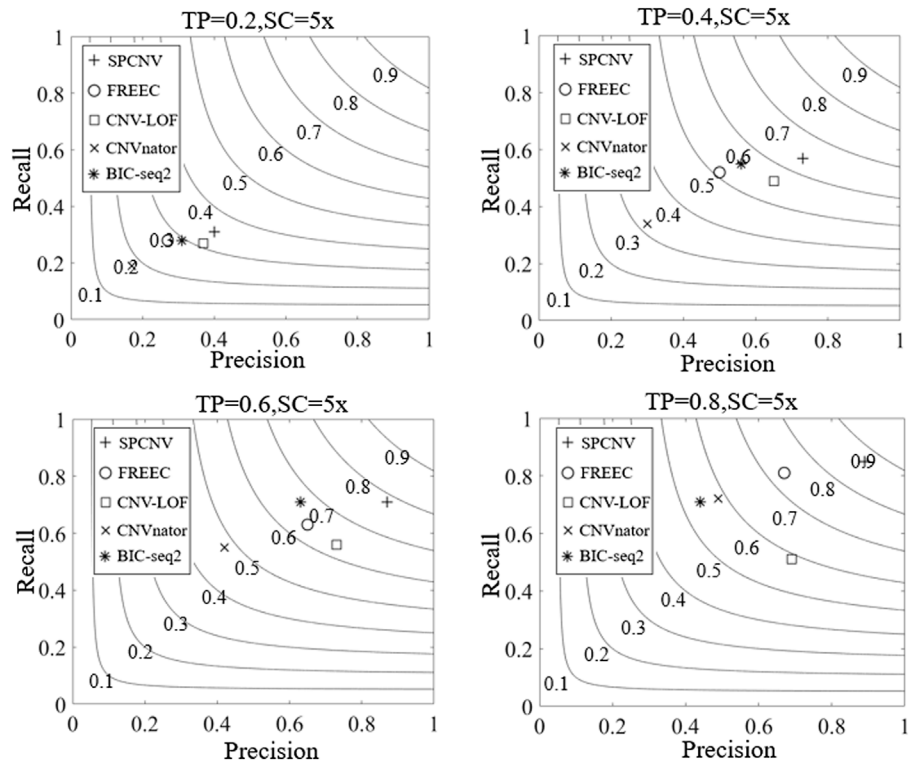 TP=0.2,SC=5x
1
0.8
0.6
0.4
0.2
0
Recall
SPCNV
FREEC
CNV-LOF
CNVnator
BIC-seq2
0.9
0.8
0.7
0.6
0.5
0.4
0.3
0.2
0.1
0 0.2 0.4 0.6 0.8 1
Precision
TP=0.4,SC=5x
1
0.8
0.6
0.4
0.2
0
Recall
SPCNV
FREEC
CNV-LOF
CNVnator
BIC-seq2
0.9
0.8
0.7
0.6
0.5
0.4
0.3
0.2
0.1
0 0.2 0.4 0.6 0.8 1
Precision
TP=0.6,SC=5x
1
0.8
0.6
0.4
0.2
0
Recall
SPCNV
FREEC
CNV-LOF
CNVnator
BIC-seq2
0.9
0.8
0.7
0.6
0.5
0.4
0.3
0.2
0.1
0 0.2 0.4 0.6 0.8 1
Precision
TP=0.8,SC=5x
1
0.8
0.6
0.4
0.2
0
Recall
SPCNV
FREEC
CNV-LOF
CNVnator
BIC-seq2
0.9
0.8
0.7
0.6
0.5
0.4
0.3
0.2
0.1
0 0.2 0.4 0.6 0.8 1
Precision